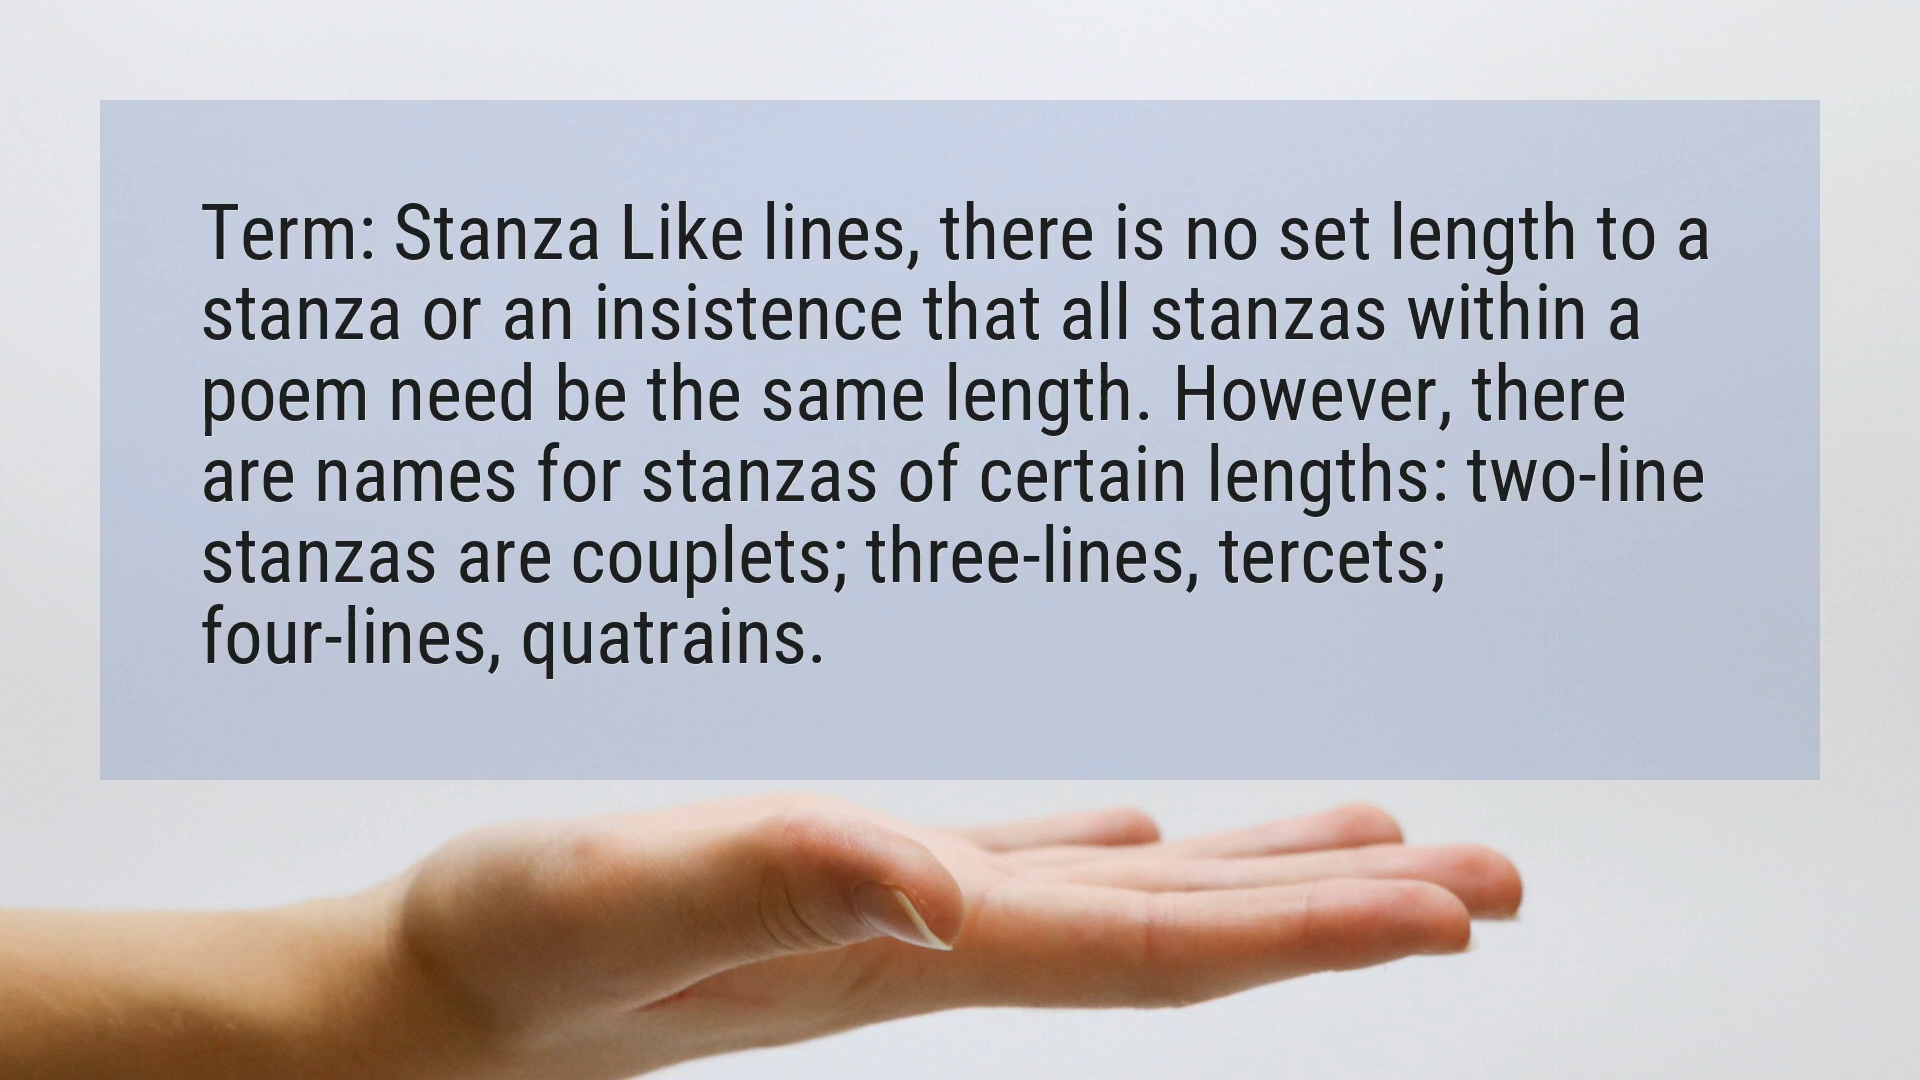 Term: Stanza Like lines, there is no set length to a
stanza or an insistence that all stanzas within a
poem need be the same length. However, there
are names for stanzas of certain lengths: two-line
stanzas are couplets; three-lines, tercets;
four-lines, quatrains.